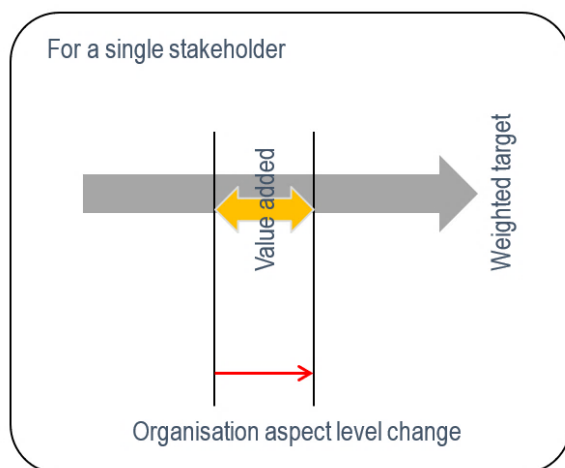 For a single stakeholder
Value added
Weighted target
Organisation aspect level change